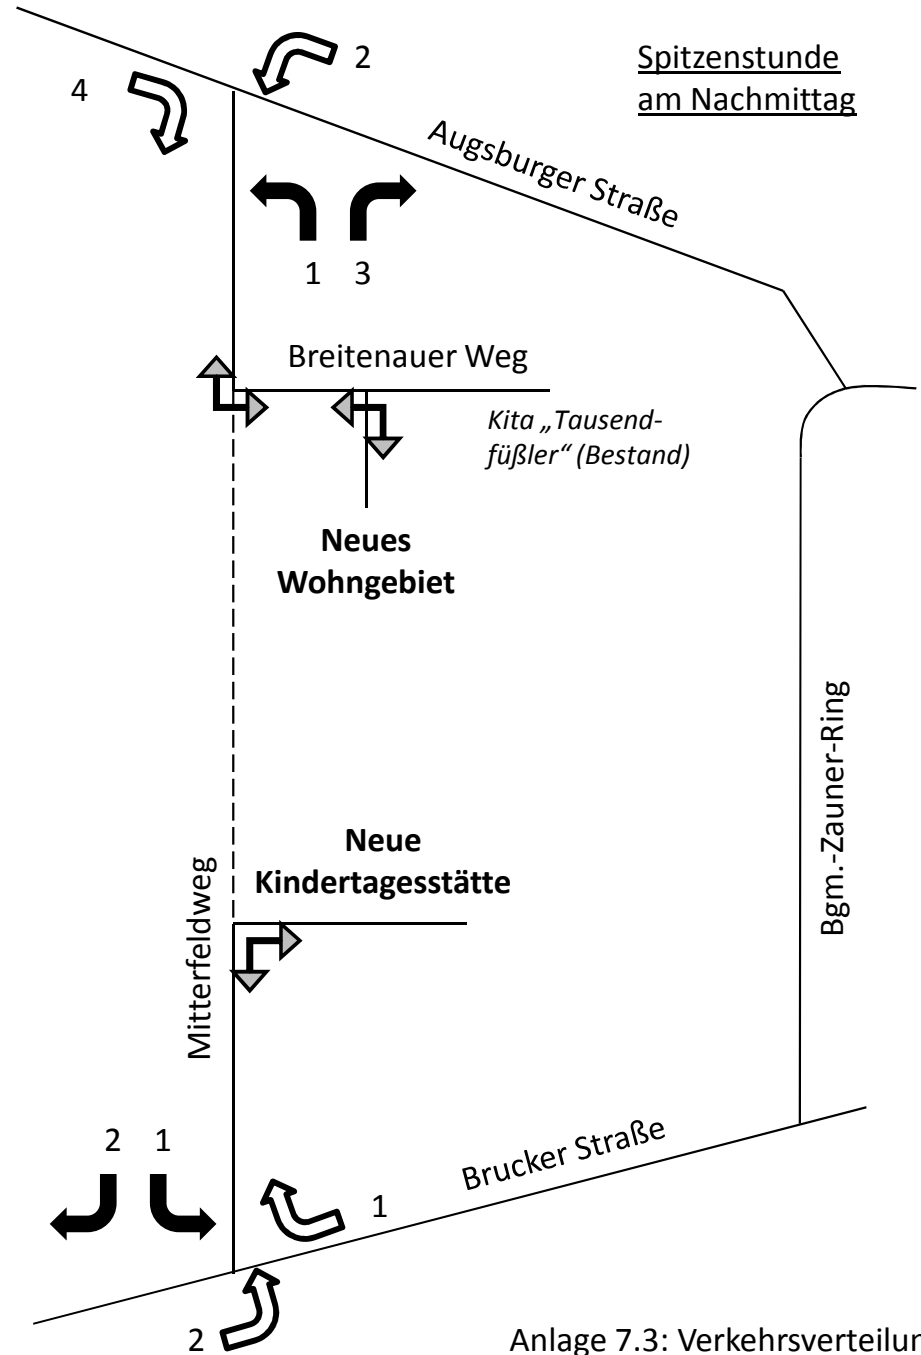 2
Spitzenstunde
am Nachmittag
4
Augsburger Straße
1 3
Breitenauer Weg
Kita „Tausend-
füßler“ (Bestand)
Neues
Wohngebiet
Bgm.-Zauner-Ring
Neue
Kindertagesstätte
Mitterfeldweg
2 1
Brucker Straße
1
2
Anlage 7.3: Verkehrsverteilun